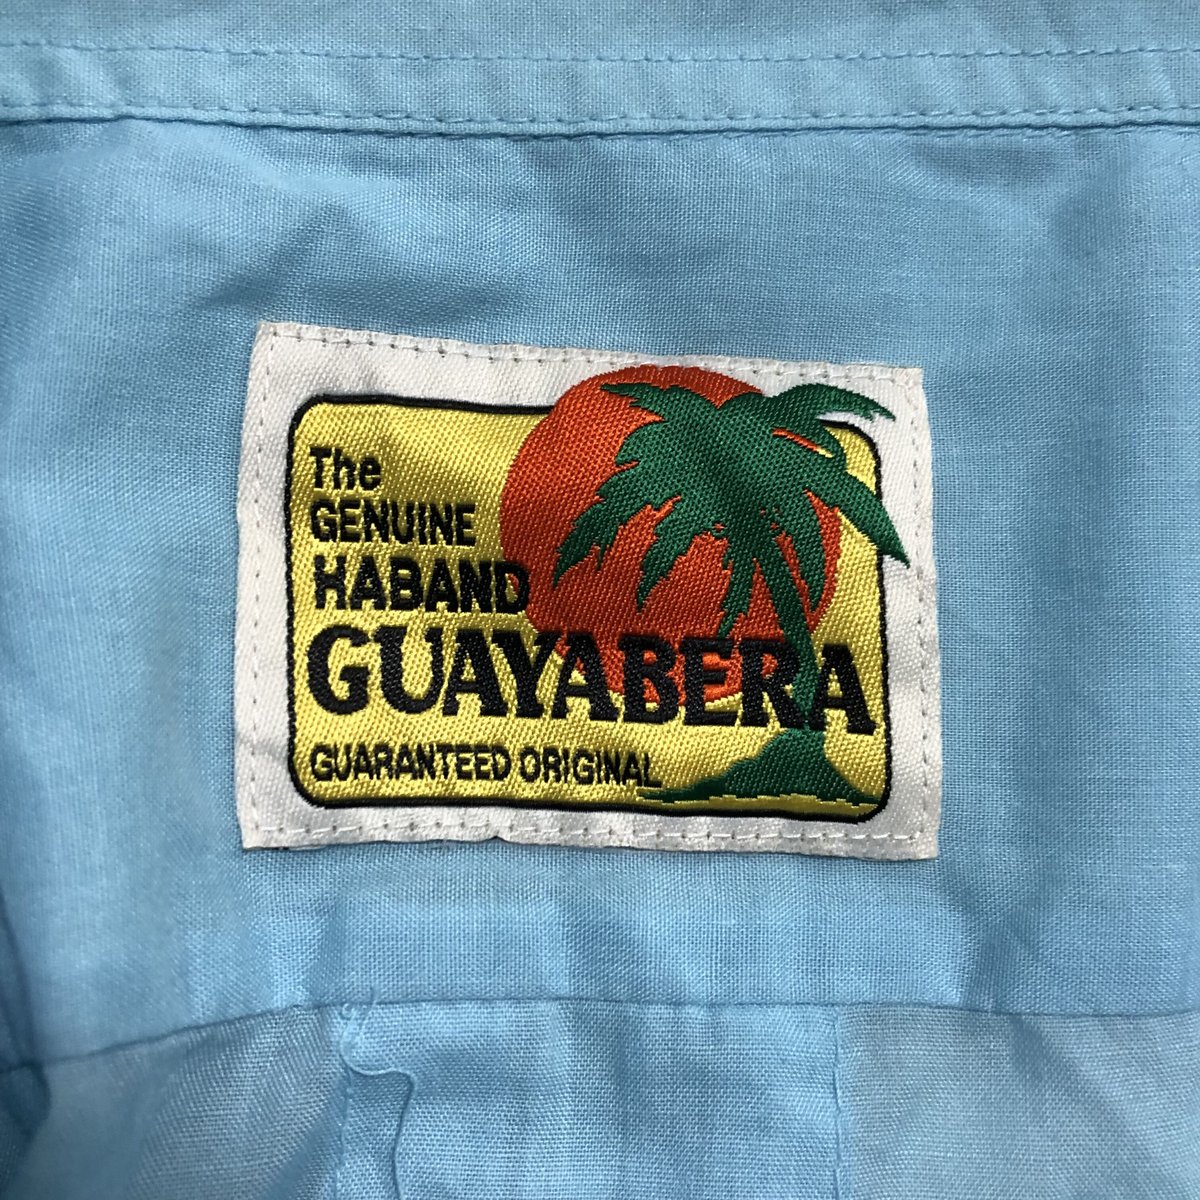 The
GENUINE
HABAND
GUAYABERA
GUARANTEED ORIGINAL